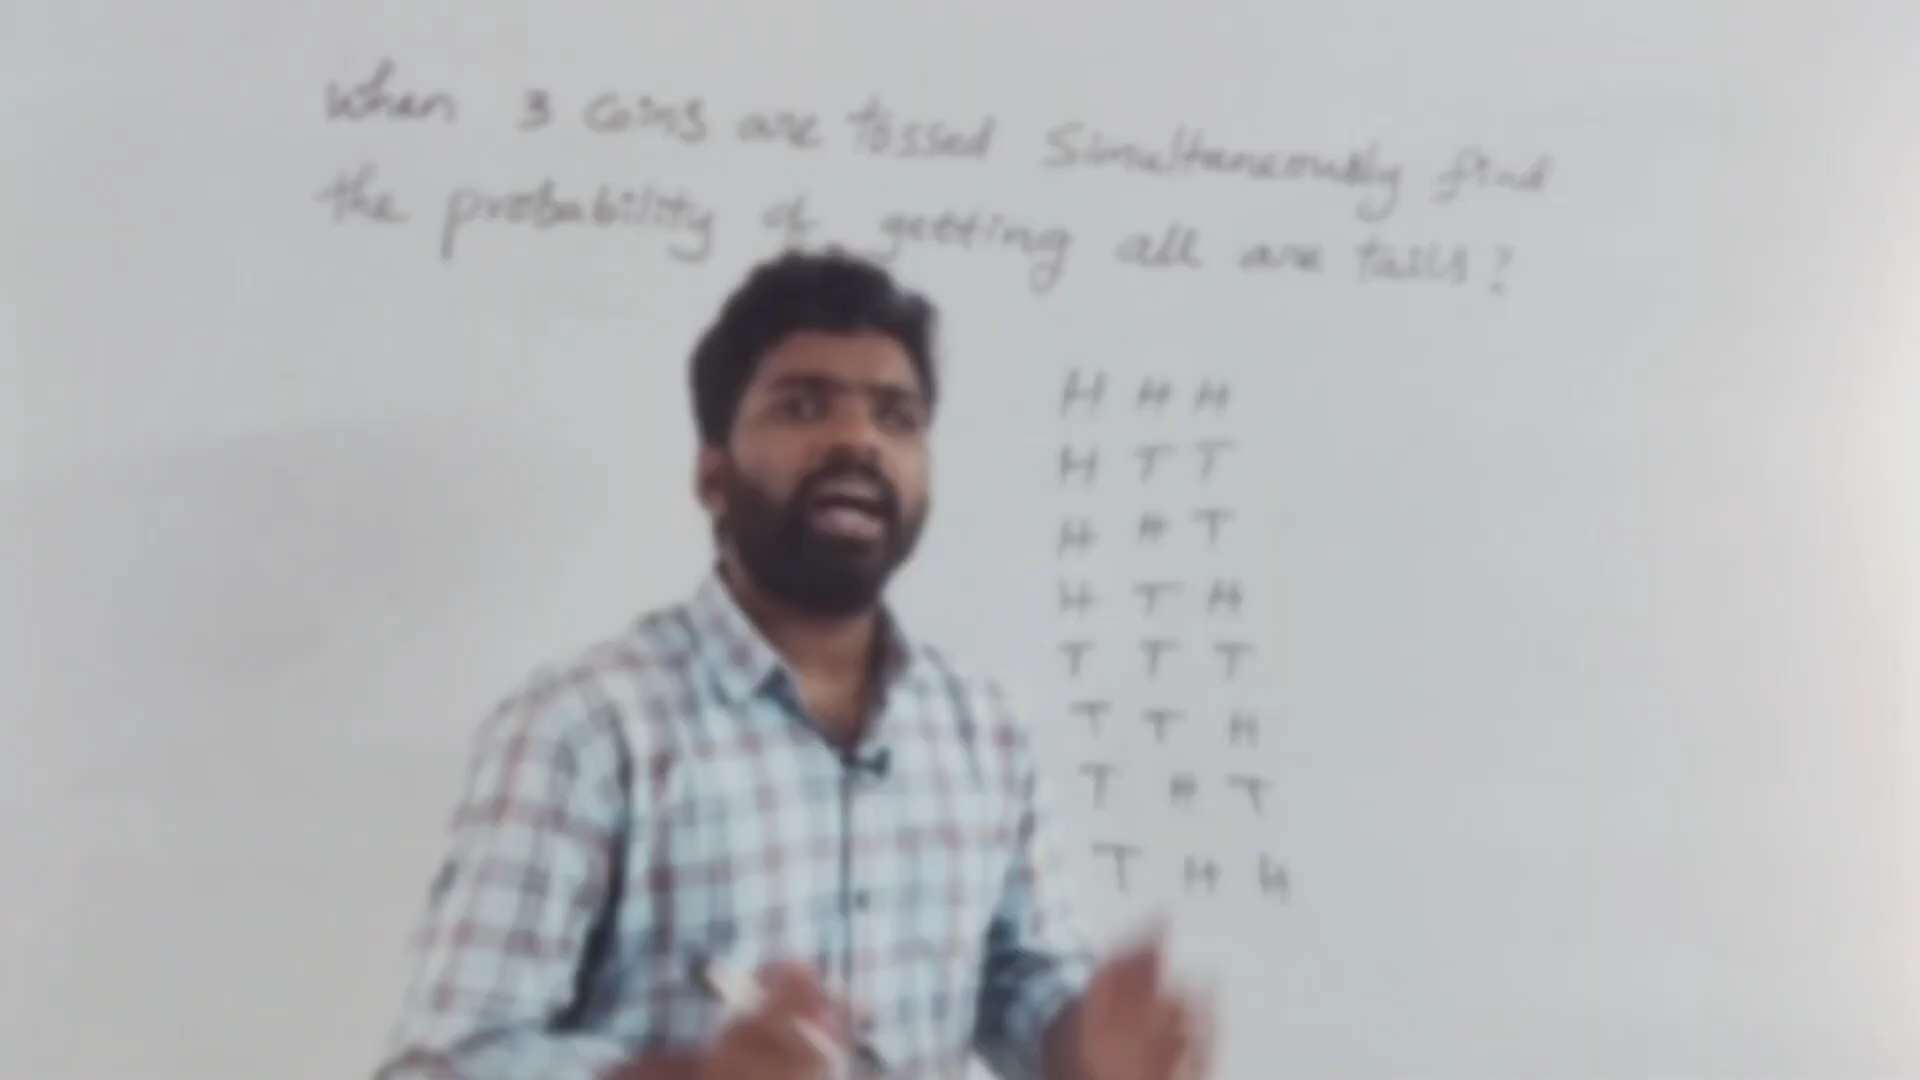 When 3 coins are tossed Simultaneously find
the probability of getting all are tails?
H H H
H T T
H H T
H T H
T T T
T T H
T H T
T H H